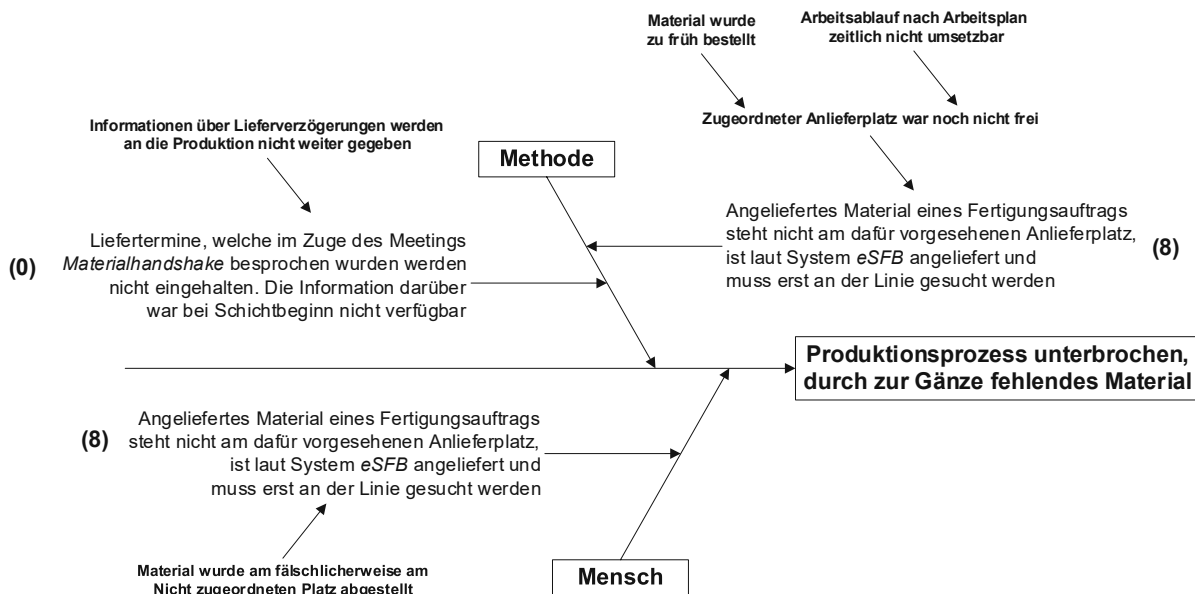 Material wurde
zu früh bestellt
Arbeitsablauf nach Arbeitsplan
zeitlich nicht umsetzbar
Zugeordneter Anlieferplatz war noch nicht frei
Informationen über Lieferverzögerungen werden
an die Produktion nicht weiter gegeben
Methode
Angeliefertes Material eines Fertigungsauftrags
steht nicht am dafür vorgesehenen Anlieferplatz,
ist laut System eSFB angeliefert und
muss erst an der Linie gesucht werden
(8)
(0)
Liefertermine, welche im Zuge des Meetings
Materialhandshake besprochen wurden werden
nicht eingehalten. Die Information darüber
war bei Schichtbeginn nicht verfügbar
Produktionsprozess unterbrochen,
durch zur Gänze fehlendes Material
(8)
Angeliefertes Material eines Fertigungsauftrags
steht nicht am dafür vorgesehenen Anlieferplatz,
ist laut System eSFB angeliefert und
muss erst an der Linie gesucht werden
Mensch
Material wurde am fälschlicherweise am
Nicht zugeordneten Platz abgestellt